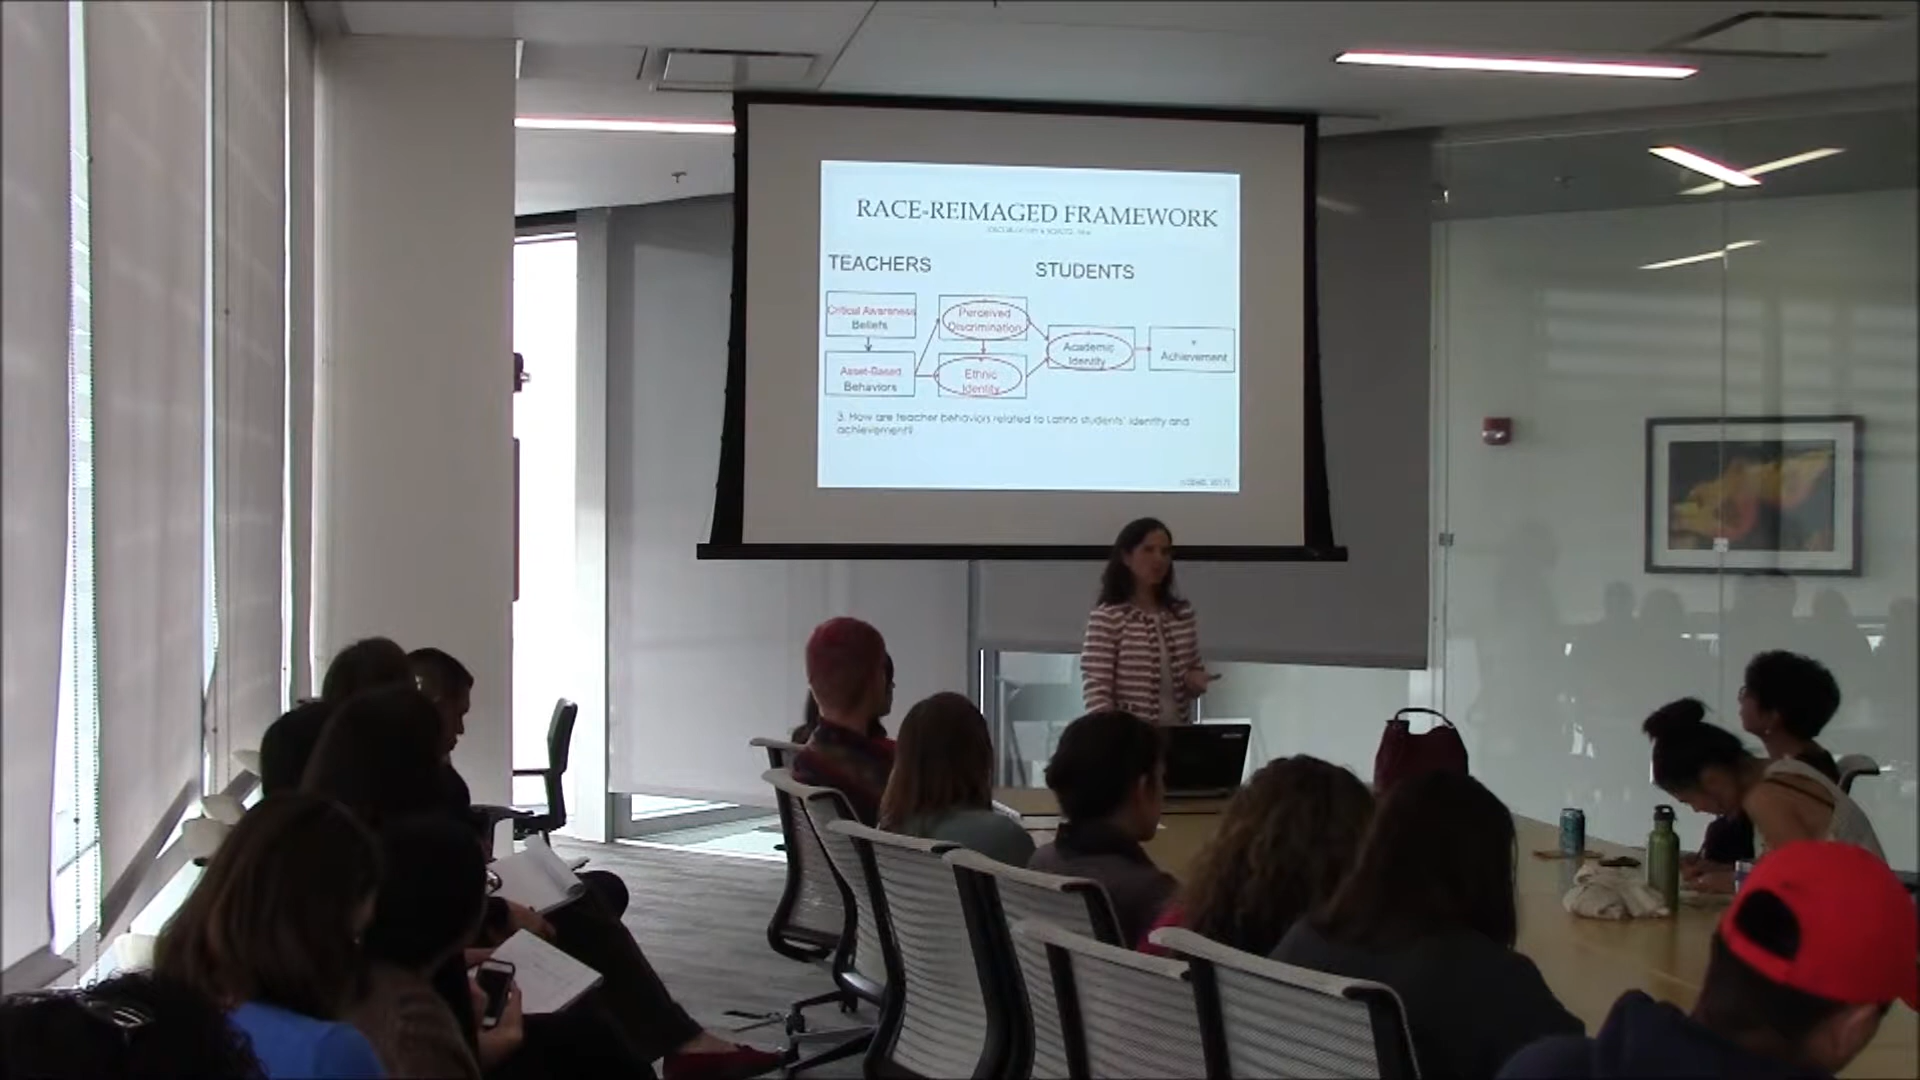 RACE-REIMAGED FRAMEWORK
TEACHERS
STUDENTS
Critical Awareness
Beliefs
Asset-Based
Behaviors
Perceived
Discrimination
Ethnic
Identity
Academic
Identity
Achievement
3. How are teacher behaviors related to Latino students' identity and
achievement?